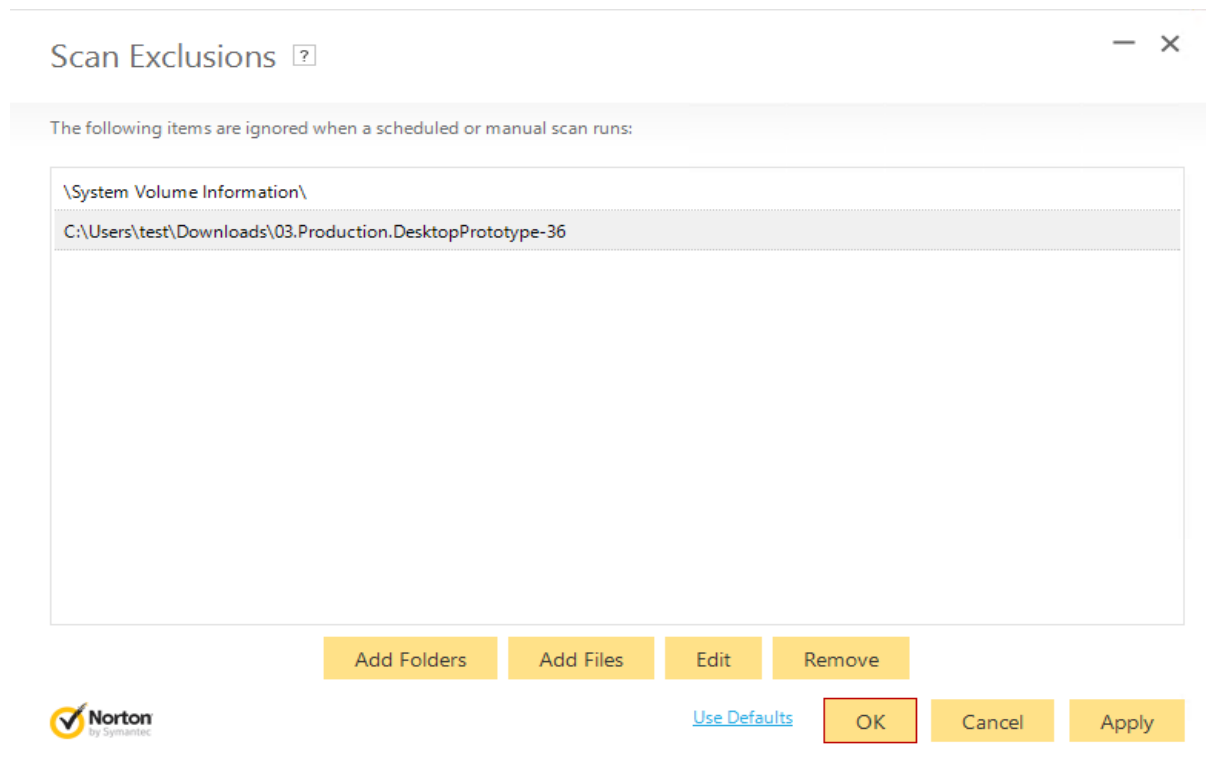 Scan Exclusions ?
The following items are ignored when a scheduled or manual scan runs:
\System Volume Information\
C:\Users\test\Downloads\03.Production.DesktopPrototype-36
Add Folders Add Files Edit Remove
Norton
by Symantec
Use Defaults OK Cancel Apply